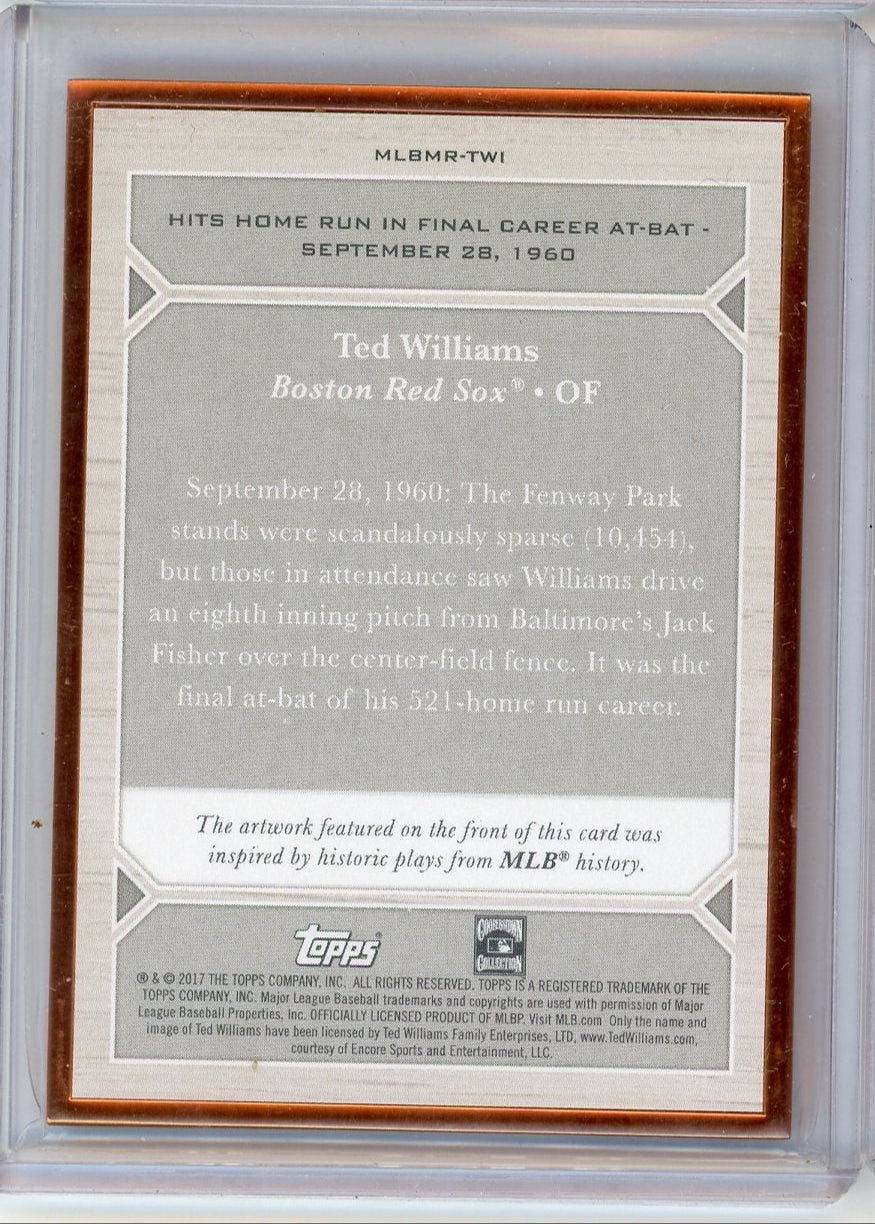 MLBMR-TWI
HITS HOME RUN IN FINAL CAREER AT-BAT -
SEPTEMBER 28, 1960
Ted Williams
Boston Red Sox® • OF
September 28, 1960: The Fenway Park
stands were scandalously sparse (10,454),
but those in attendance saw Williams drive
an eighth inning pitch from Baltimore's Jack
Fisher over the center-field fence. It was the
final at-bat of his 521-home run career.
The artwork featured on the front of this card was
inspired by historic plays from MLB® history.
Topps®
COOPERSTOWN
COLLECTION
® & © 2017 THE TOPPS COMPANY, INC. ALL RIGHTS RESERVED. TOPPS IS A REGISTERED TRADEMARK OF THE
TOPPS COMPANY, INC. Major League Baseball trademarks and copyrights are used with permission of Major
League Baseball Properties, Inc. OFFICIALLY LICENSED PRODUCT OF MLBP. Visit MLB.com Only the name and
image of Ted Williams have been licensed by Ted Williams Family Enterprises, LTD, www.TedWilliams.com,
courtesy of Encore Sports and Entertainment, LLC.